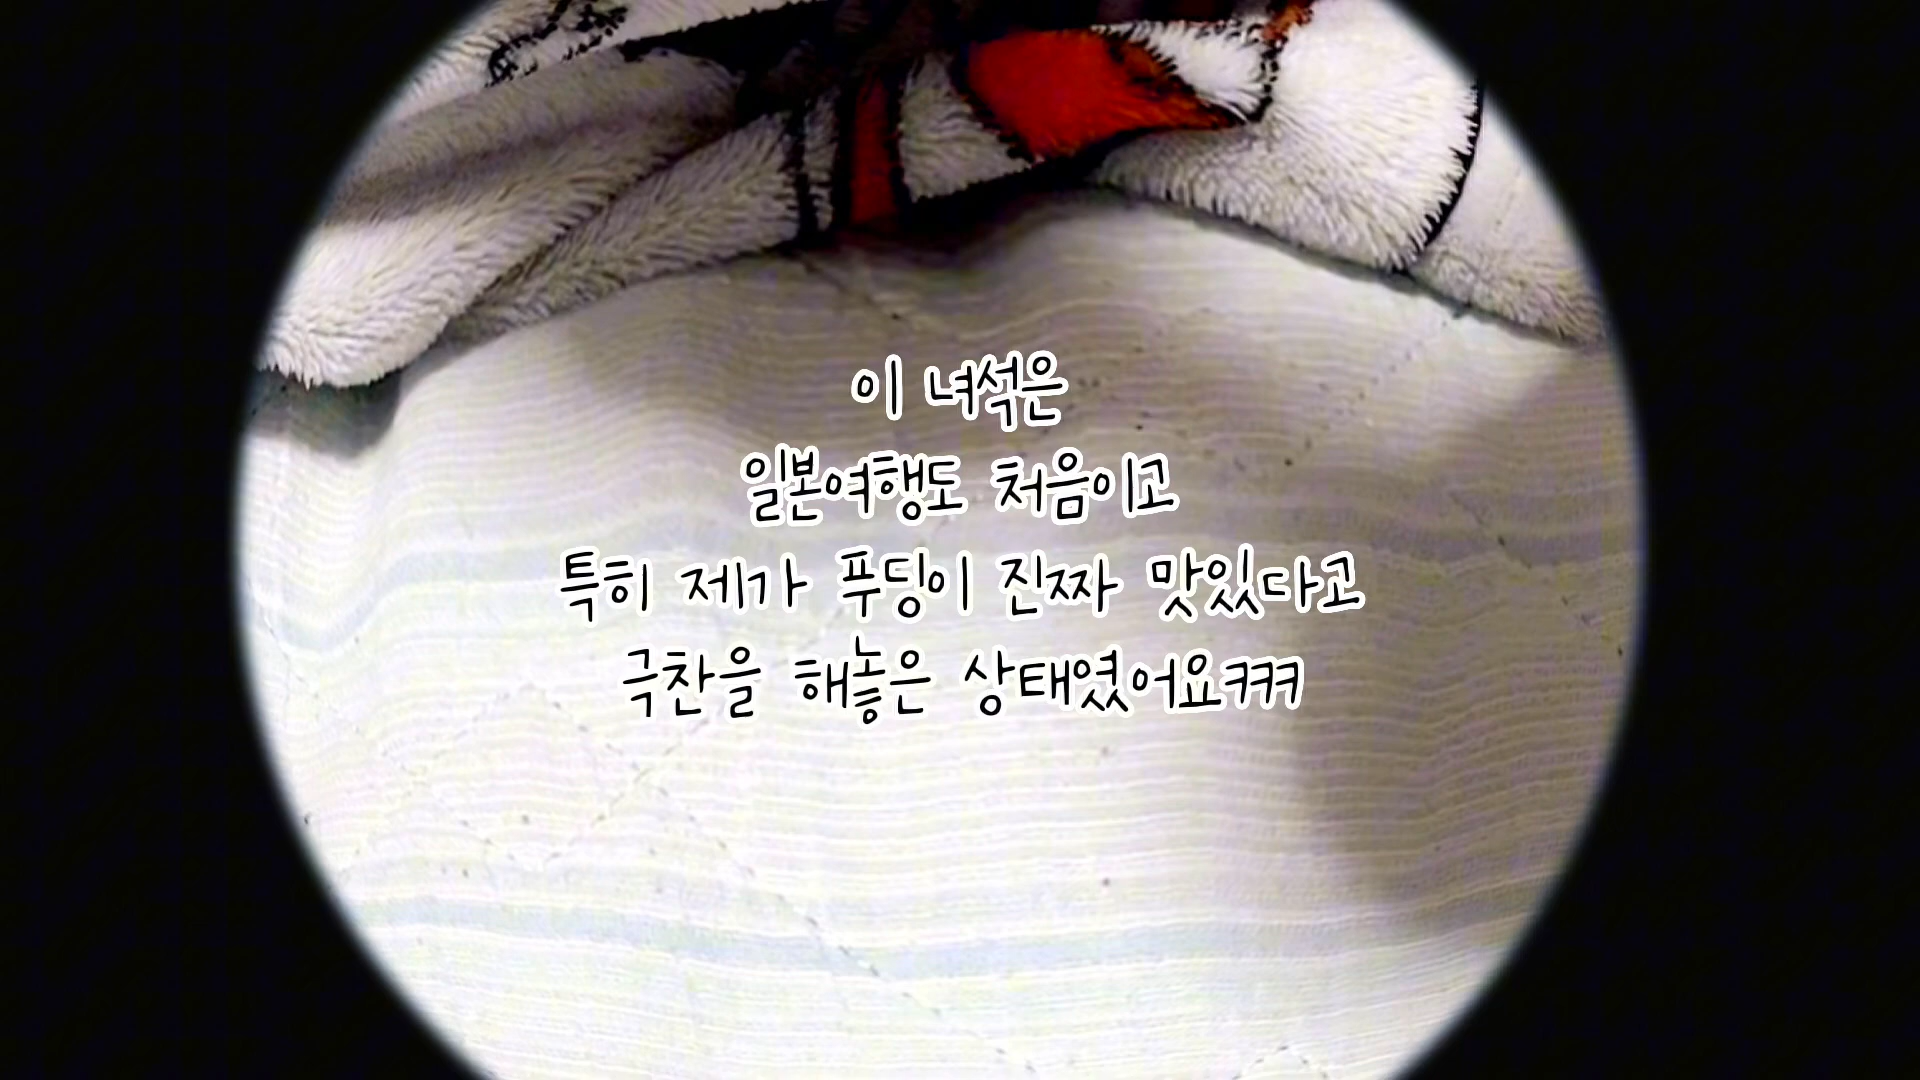 이 녀석은
일본여행도 처음이고
특히 제가 푸딩이 진짜 맛있다고
극찬을 해놓은 상태였어요ㅋㅋㅋ